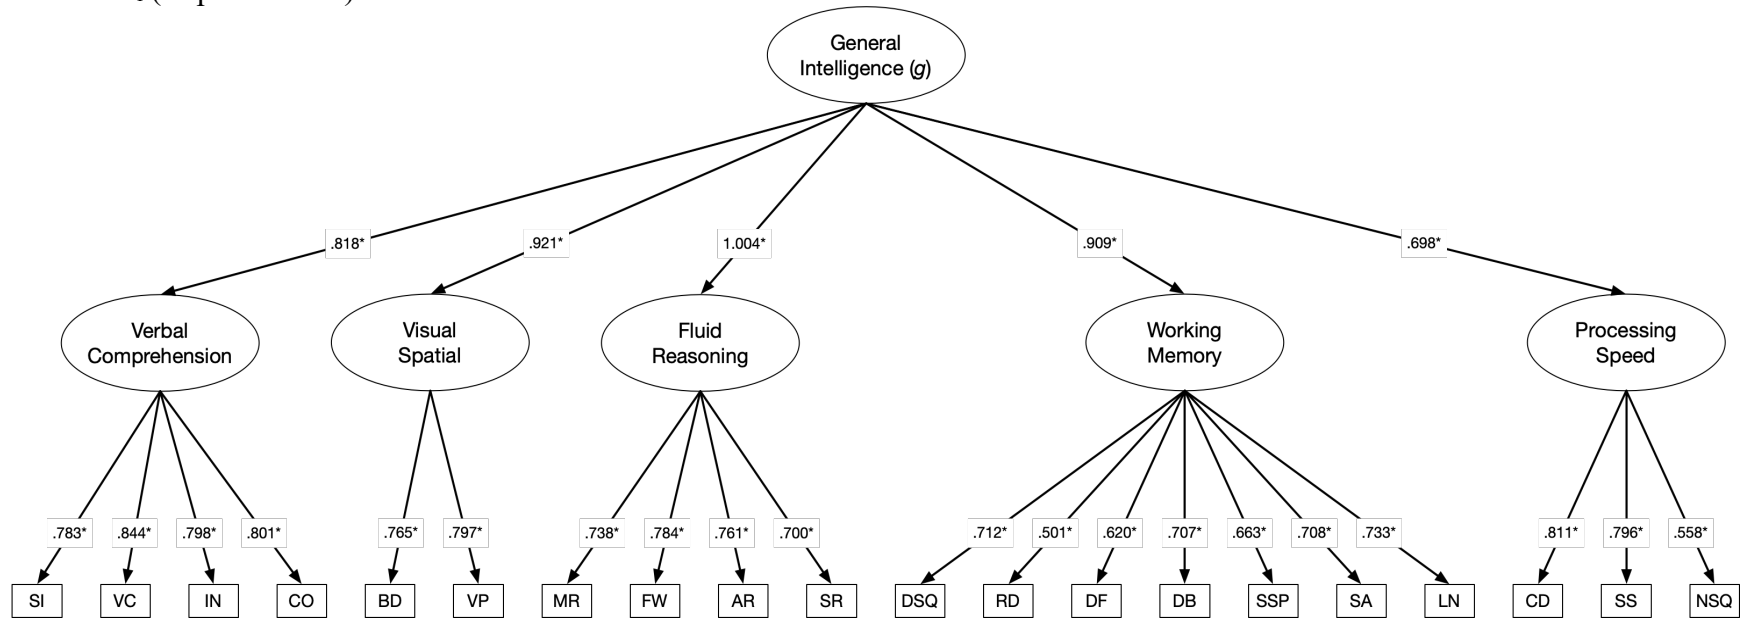 General
Intelligence (g)
.818* .921* 1.004* .909* .698*
Verbal
Comprehension
Visual
Spatial
Fluid
Reasoning
Working
Memory
Processing
Speed
.783* .844* .798* .801* .765* .797* .738* .784* .761* .700* .712* .501* .620* .707* .663* .708* .733* .811* .796* .558*
SI VC IN CO BD VP MR FW AR SR DSQ RD DF DB SSP SA LN CD SS NSQ